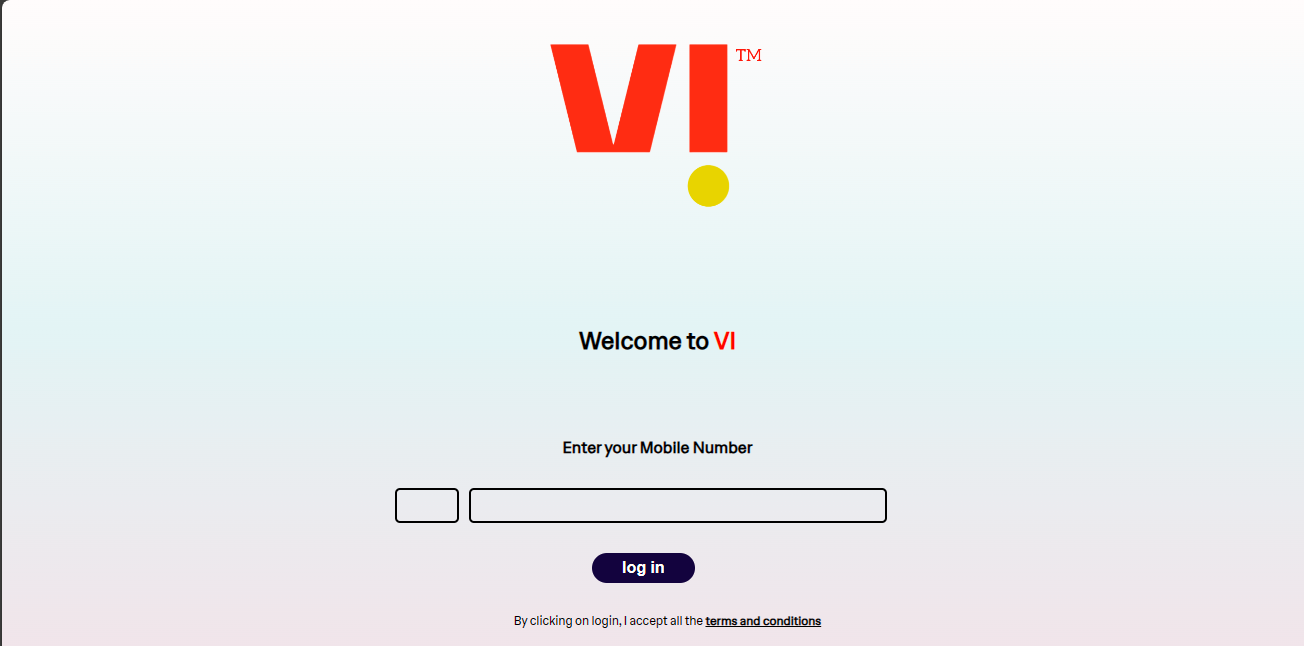 VI TM
Welcome to VI
Enter your Mobile Number
log in
By clicking on login, I accept all the terms and conditions